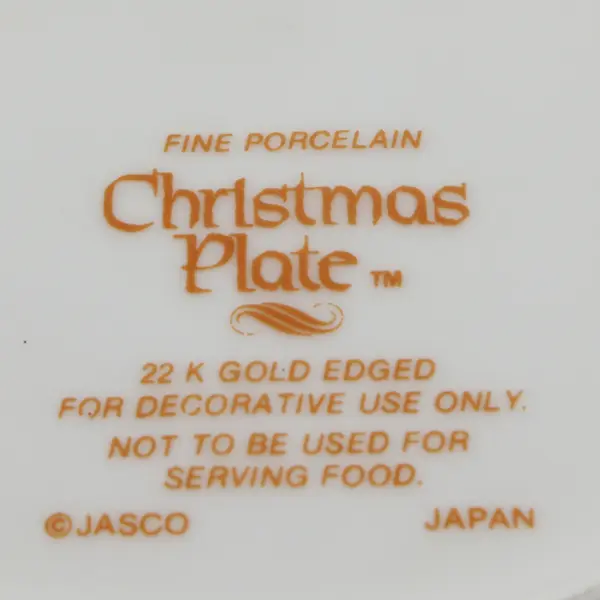 FINE PORCELAIN
Christmas
Plate ™
22 K GOLD EDGED
FOR DECORATIVE USE ONLY.
NOT TO BE USED FOR
SERVING FOOD.
©JASCO JAPAN